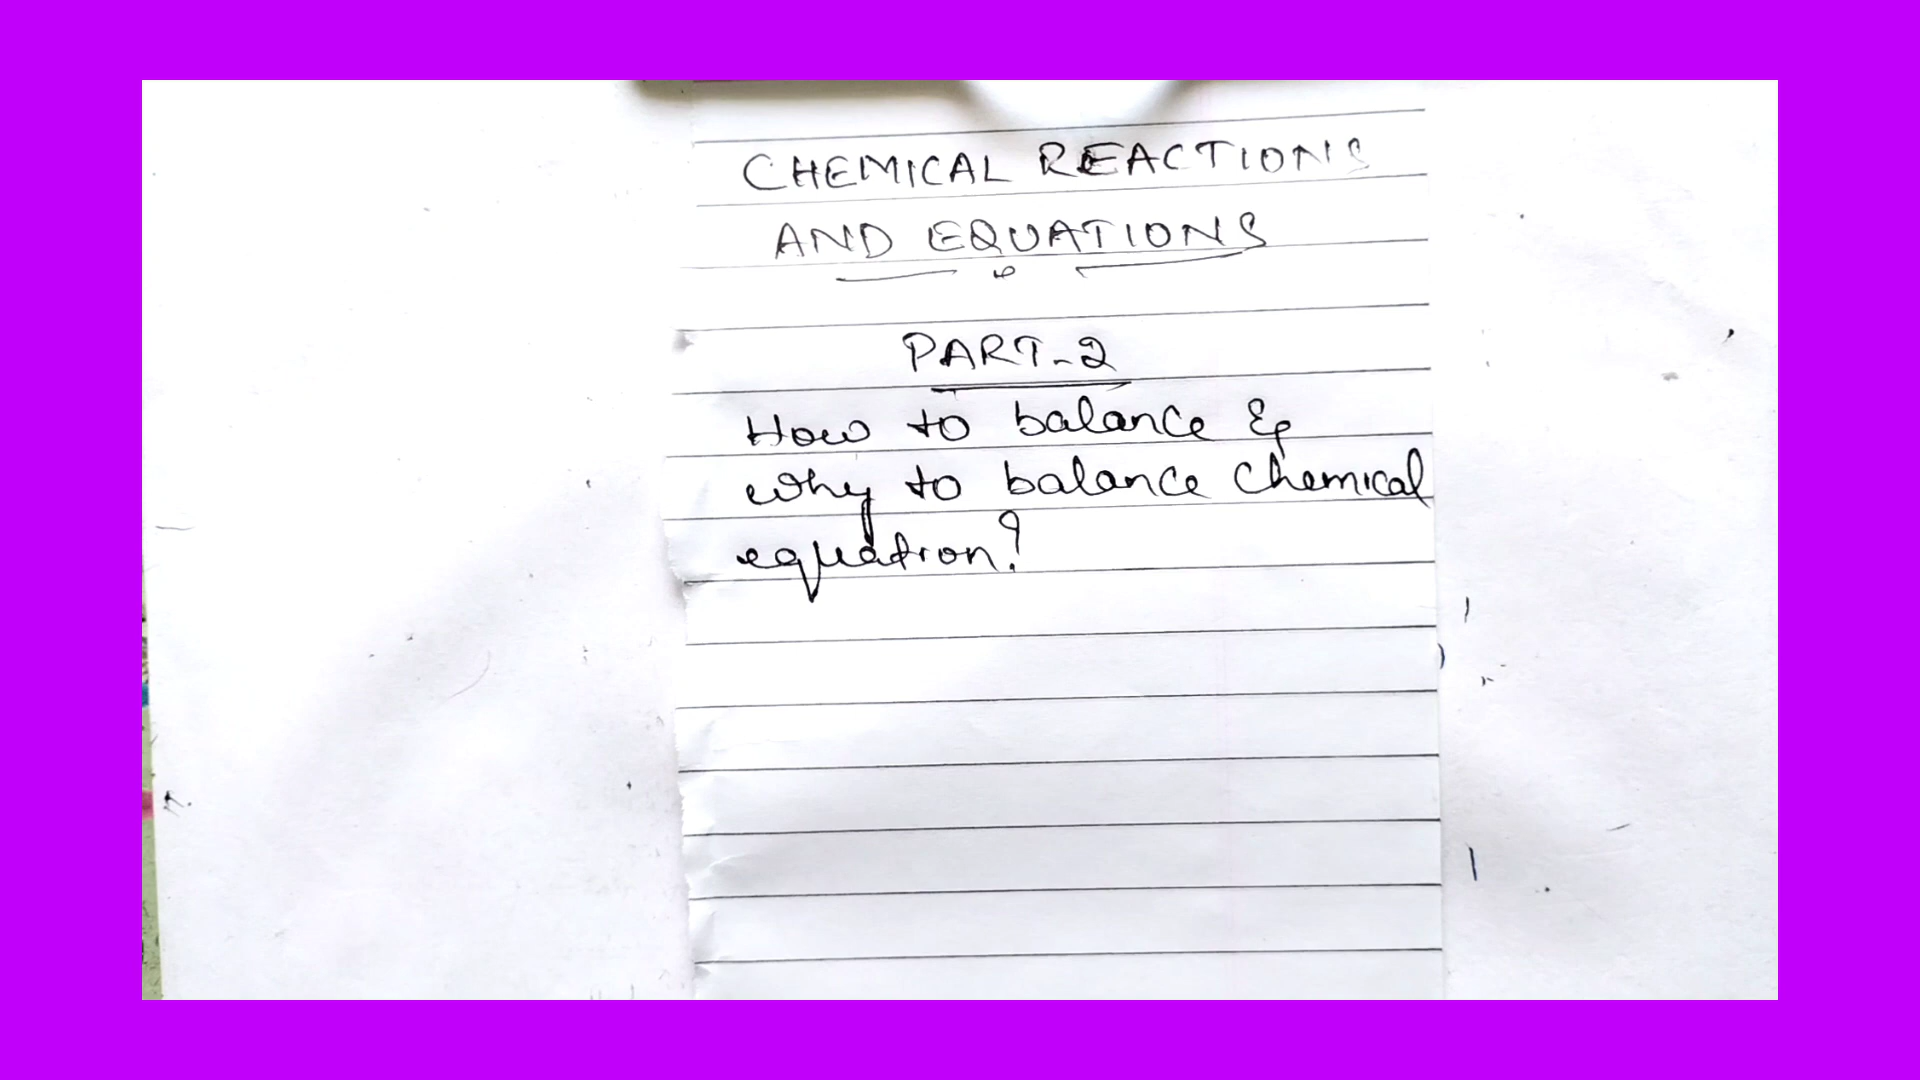 CHEMICAL REACTIONS
AND EQUATIONS
PART-2
How to balance &
why to balance chemical
equation?